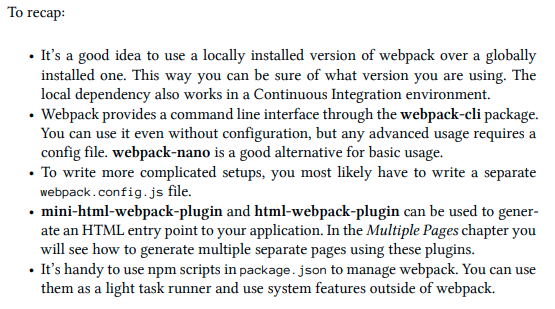 To recap:
• It's a good idea to use a locally installed version of webpack over a globally
installed one. This way you can be sure of what version you are using. The
local dependency also works in a Continuous Integration environment.
• Webpack provides a command line interface through the webpack-cli package.
You can use it even without configuration, but any advanced usage requires a
config file. webpack-nano is a good alternative for basic usage.
• To write more complicated setups, you most likely have to write a separate
webpack.config.js file.
• mini-html-webpack-plugin and html-webpack-plugin can be used to gener-
ate an HTML entry point to your application. In the Multiple Pages chapter you
will see how to generate multiple separate pages using these plugins.
• It's handy to use npm scripts in package.json to manage webpack. You can use
them as a light task runner and use system features outside of webpack.